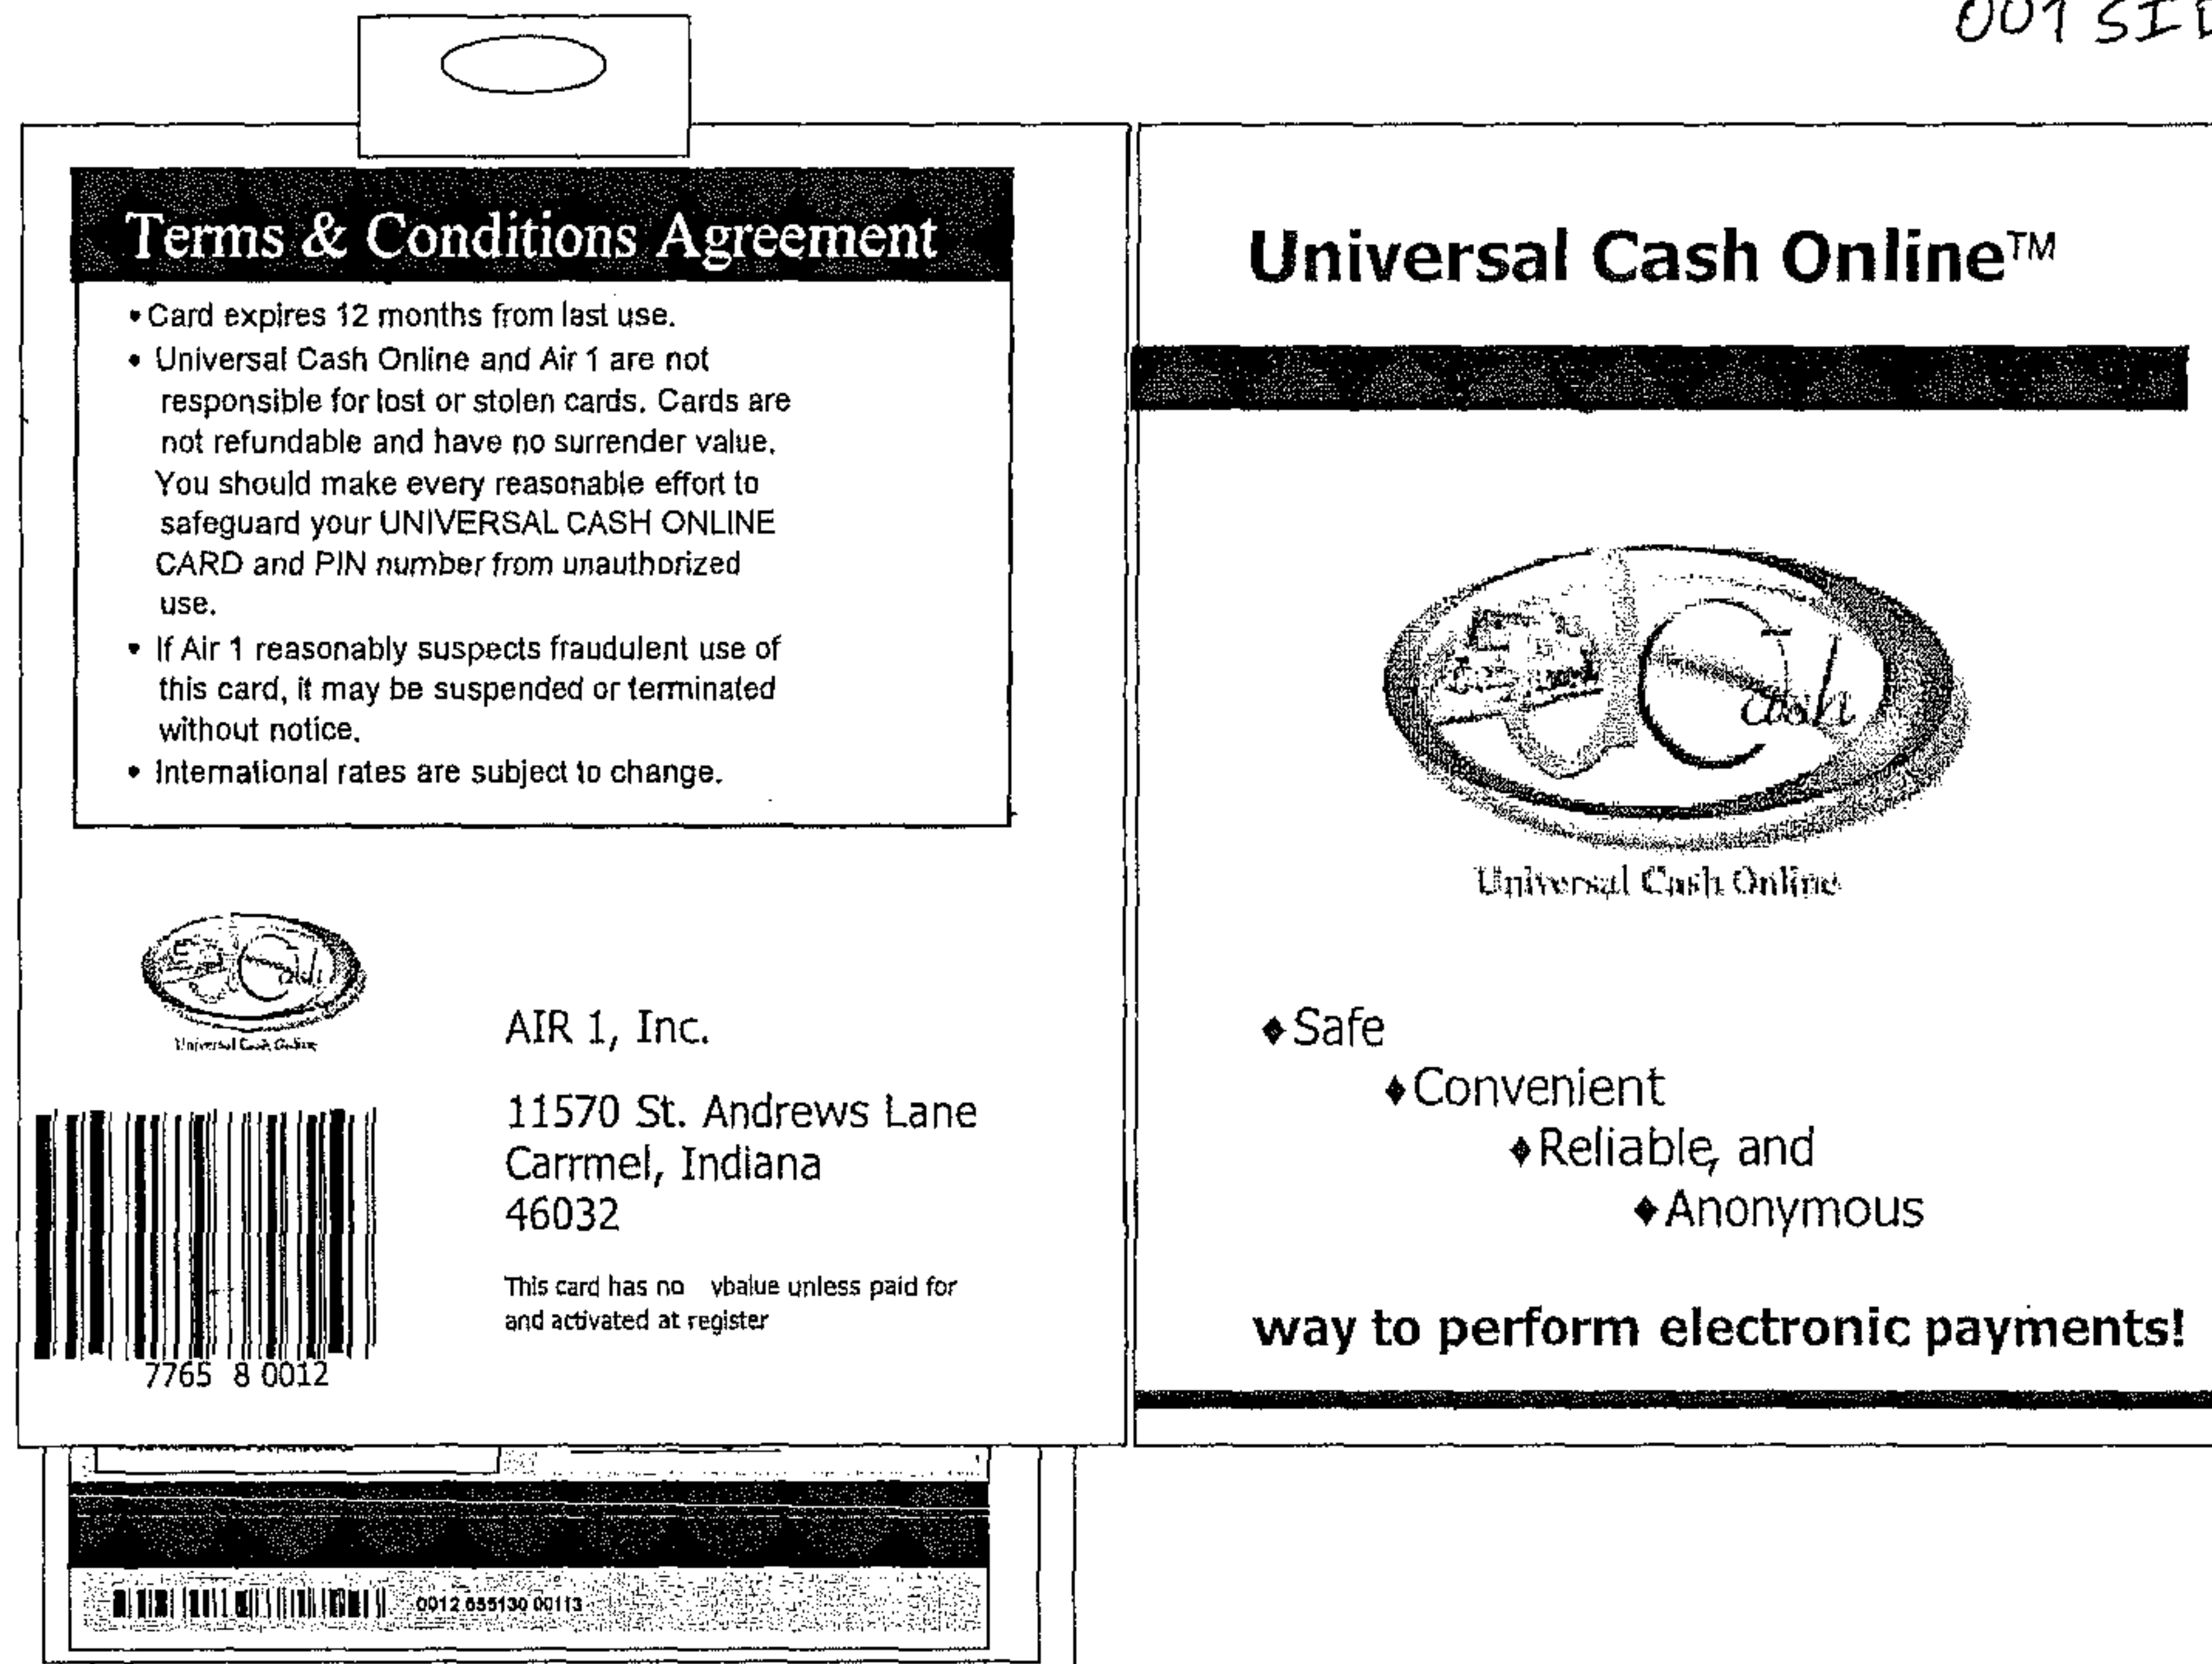 Terms & Conditions Agreement
• Card expires 12 months from last use.
• Universal Cash Online and Air 1 are not
responsible for lost or stolen cards. Cards are
not refundable and have no surrender value.
You should make every reasonable effort to
safeguard your UNIVERSAL CASH ONLINE
CARD and PIN number from unauthorized
use.
• If Air 1 reasonably suspects fraudulent use of
this card, it may be suspended or terminated
without notice.
• International rates are subject to change.
Universal Cash Online
AIR 1, Inc.
11570 St. Andrews Lane
Carrmel, Indiana
46032
This card has no vbalue unless paid for
and activated at register
7765 8 0012
0012 655130 00113
Universal Cash Online™
Cash
Universal Cash Online
♦Safe
♦Convenient
♦Reliable, and
♦Anonymous
way to perform electronic payments!